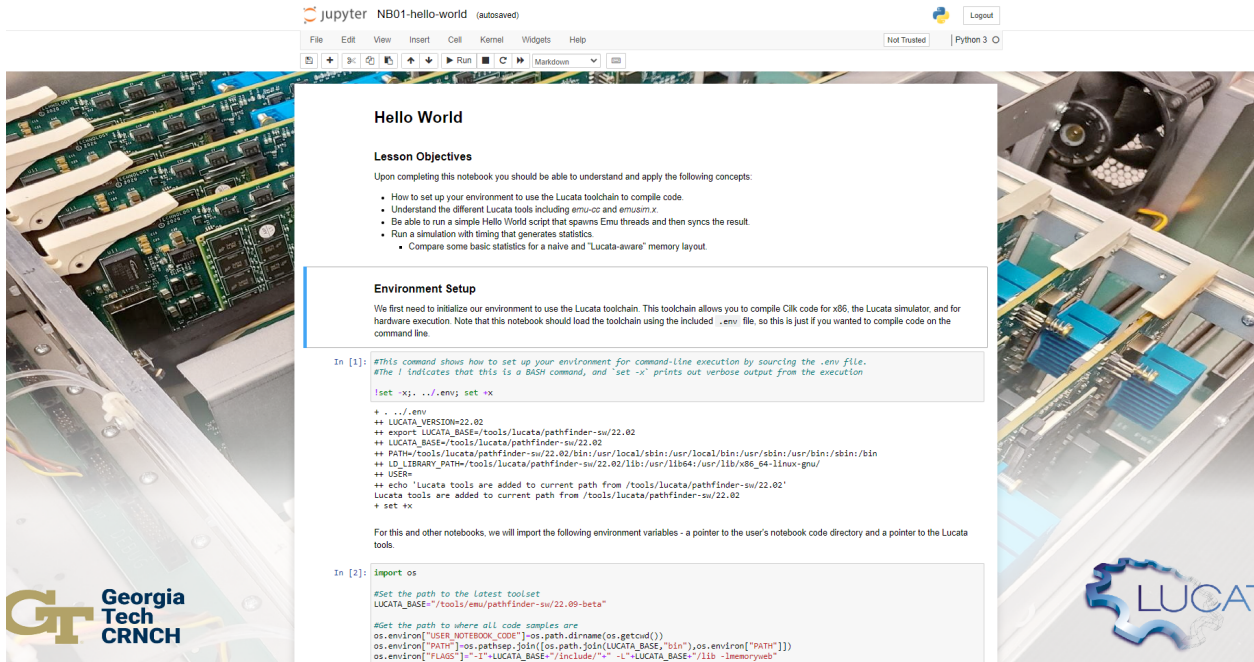 jupyter NB01-hello-world (autosaved)
Logout
File Edit View Insert Cell Kernel Widgets Help
Not Trusted
Python 3
Run
Markdown
Hello World
Lesson Objectives
Upon completing this notebook you should be able to understand and apply the following concepts:
• How to set up your environment to use the Lucata toolchain to compile code.
• Understand the different Lucata tools including emu-cc and emusim.x.
• Be able to run a simple Hello World script that spawns Emu threads and then syncs the result.
• Run a simulation with timing that generates statistics.
▪ Compare some basic statistics for a naive and "Lucata-aware" memory layout.
Environment Setup
We first need to initialize our environment to use the Lucata toolchain. This toolchain allows you to compile Cilk code for x86, the Lucata simulator, and for
hardware execution. Note that this notebook should load the toolchain using the included .env file, so this is just if you wanted to compile code on the
command line.
In [1]: #This command shows how to set up your environment for command-line execution by sourcing the .env file.
#The ! indicates that this is a BASH command, and `set -x` prints out verbose output from the execution
!set -x;. ../.env; set +x
+ . ../.env
++ LUCATA_VERSION=22.02
++ export LUCATA_BASE=/tools/lucata/pathfinder-sw/22.02
++ LUCATA_BASE=/tools/lucata/pathfinder-sw/22.02
++ PATH=/tools/lucata/pathfinder-sw/22.02/bin:/usr/local/sbin:/usr/local/bin:/usr/sbin:/usr/bin:/sbin:/bin
++ LD_LIBRARY_PATH=/tools/lucata/pathfinder-sw/22.02/lib:/usr/lib64:/usr/lib/x86_64-linux-gnu/
++ USER=
++ echo 'Lucata tools are added to current path from /tools/lucata/pathfinder-sw/22.02'
Lucata tools are added to current path from /tools/lucata/pathfinder-sw/22.02
+ set +x
For this and other notebooks, we will import the following environment variables - a pointer to the user's notebook code directory and a pointer to the Lucata
tools.
In [2]: import os
#Set the path to the latest toolset
LUCATA_BASE="/tools/emu/pathfinder-sw/22.09-beta"
#Get the path to where all code samples are
os.environ["USER_NOTEBOOK_CODE"]=os.path.dirname(os.getcwd())
os.environ["PATH"]=os.pathsep.join([os.path.join(LUCATA_BASE,"bin"),os.environ["PATH"]])
os.environ["FLAGS"]="-I"+LUCATA_BASE+"/include/"+" -L"+LUCATA_BASE+"/lib -lmemoryweb"
GT
Georgia
Tech
CRNCH
LUCAT